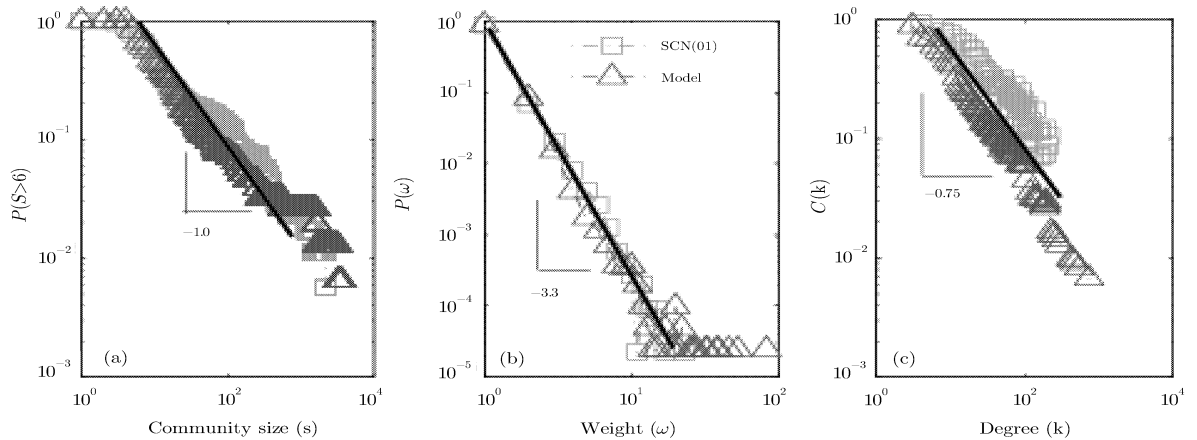 10^0
10^-1
10^-2
10^-3
P(S>6)
−1.0
(a)
10^0
10^2
10^4
Community size (s)
10^0
10^-1
10^-2
10^-3
10^-4
10^-5
P(ω)
SCN(01)
Model
−3.3
(b)
10^0
10^1
10^2
Weight (ω)
10^0
10^-1
10^-2
10^-3
C(k)
−0.75
(c)
10^0
10^2
10^4
Degree (k)